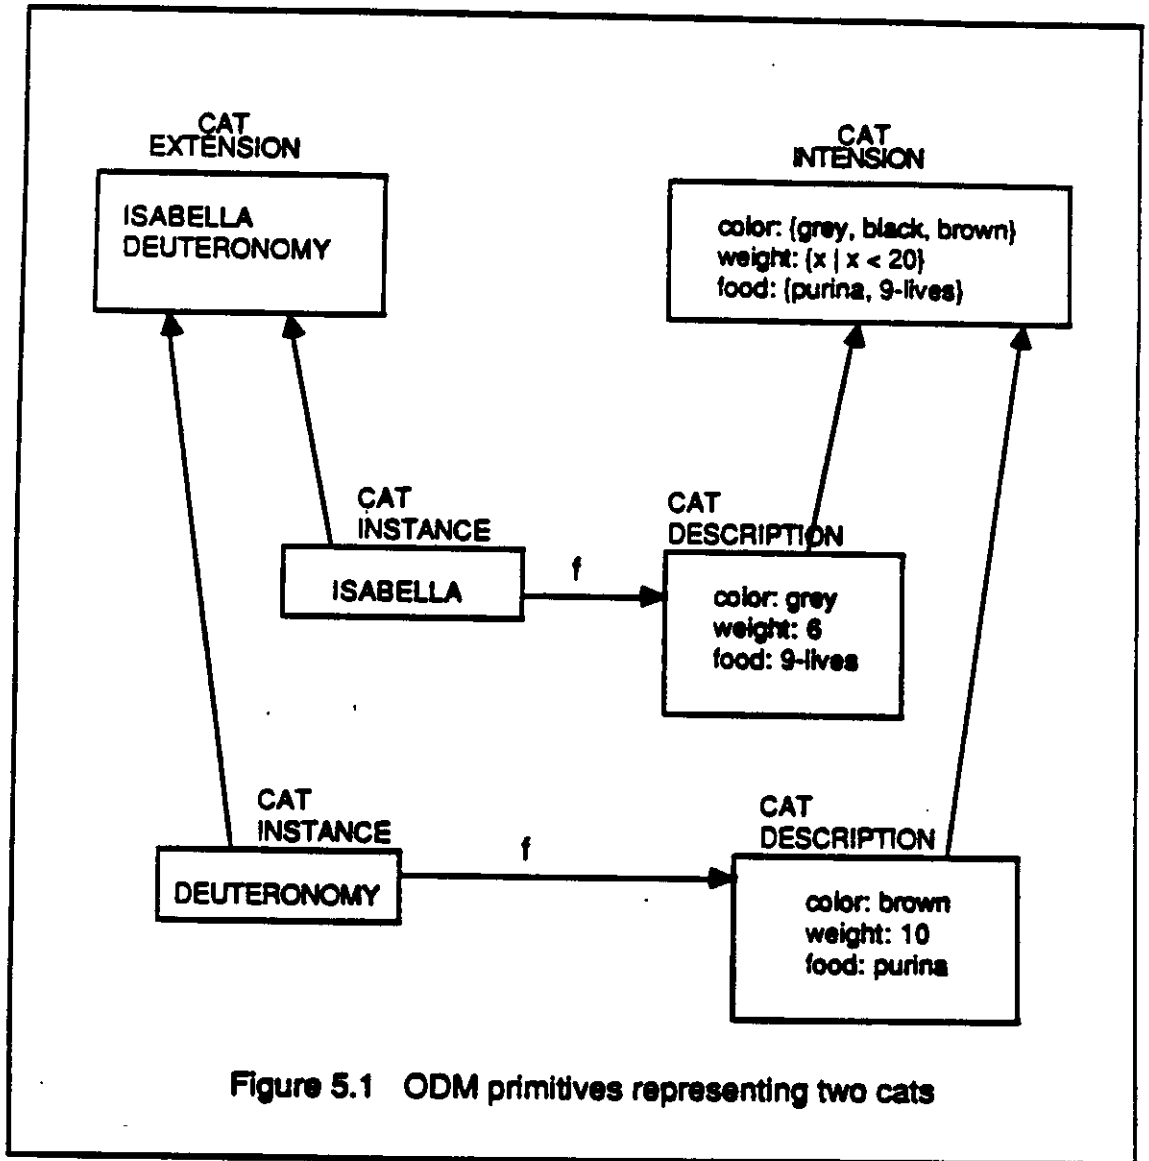 CAT
EXTENSION
ISABELLA
DEUTERONOMY
CAT
INTENSION
color: {grey, black, brown}
weight: {x | x < 20}
food: {purina, 9-lives}
CAT
INSTANCE
ISABELLA
f
CAT
DESCRIPTION
color: grey
weight: 6
food: 9-lives
CAT
INSTANCE
DEUTERONOMY
f
CAT
DESCRIPTION
color: brown
weight: 10
food: purina
Figure 5.1 ODM primitives representing two cats